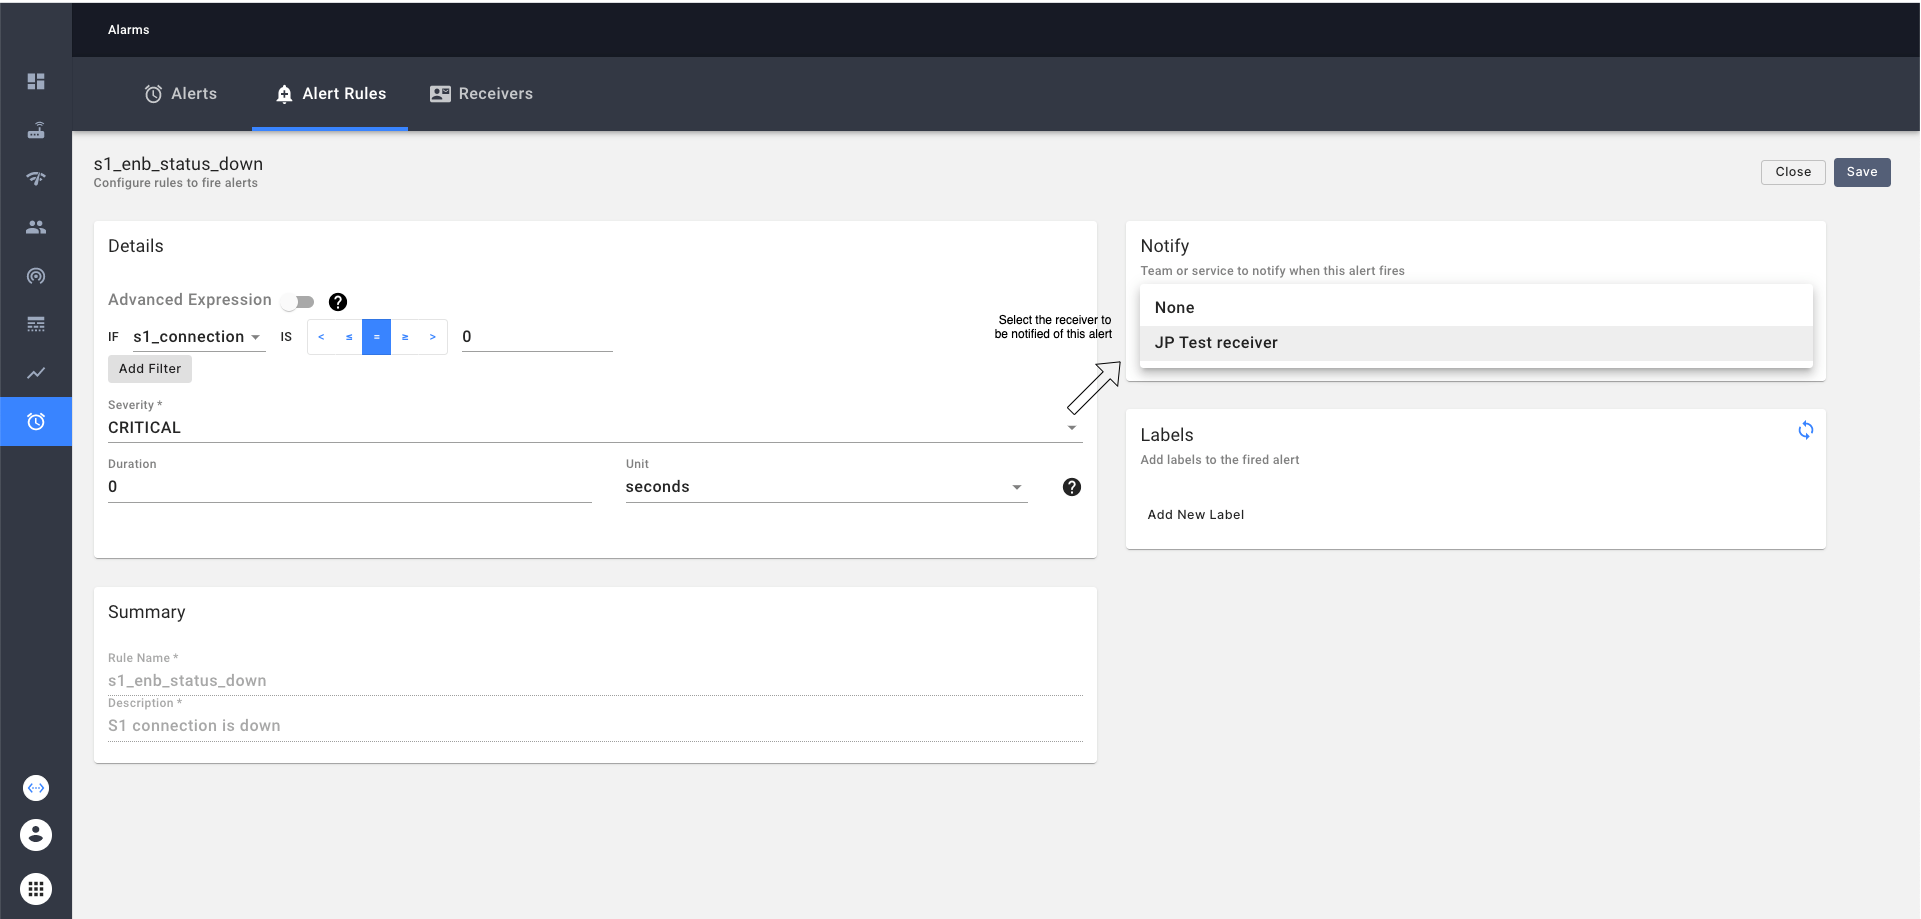 Alarms
Alerts
Alert Rules
Receivers
s1_enb_status_down
Configure rules to fire alerts
Close
Save
Details
Advanced Expression
?
IF s1_connection IS < ≤ = ≥ > 0
Add Filter
Severity *
CRITICAL
Duration
0
Unit
seconds
?
Summary
Rule Name *
s1_enb_status_down
Description *
S1 connection is down
Select the receiver to
be notified of this alert
Notify
Team or service to notify when this alert fires
None
JP Test receiver
Labels
Add labels to the fired alert
Add New Label